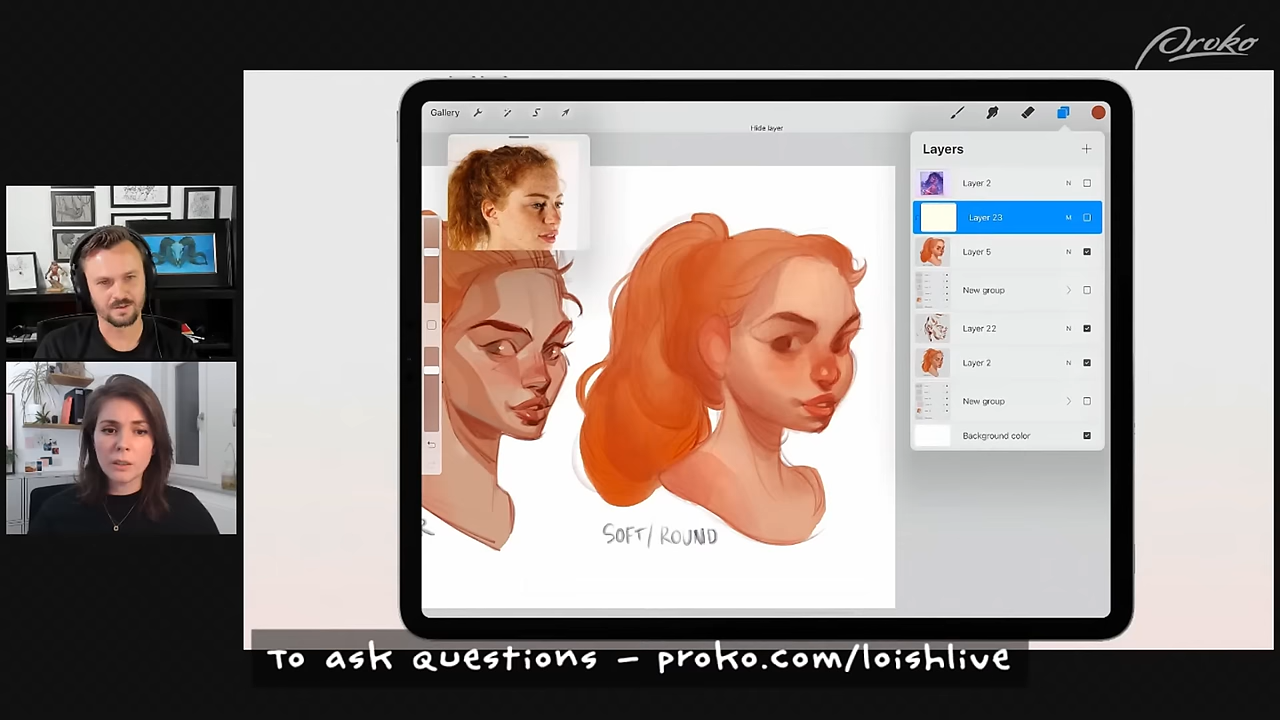 Proko
Gallery
Hide layer
Layers
Layer 2
N
Layer 23
M
Layer 5
N
New group
Layer 22
N
Layer 2
N
New group
Background color
R
SOFT/ROUND
To ask questions – proko.com/loishlive